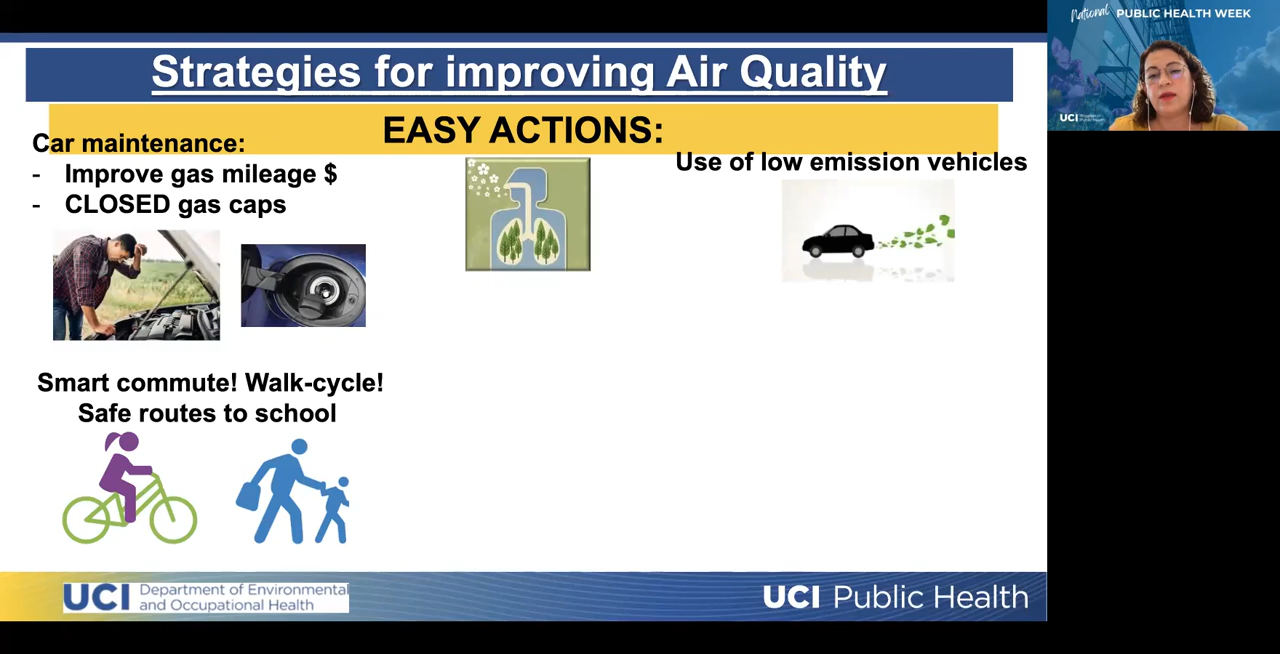 National PUBLIC HEALTH WEEK
UCI
Strategies for improving Air Quality
EASY ACTIONS:
Car maintenance:
- Improve gas mileage $
- CLOSED gas caps
Use of low emission vehicles
Smart commute! Walk-cycle!
Safe routes to school
UCI Department of Environmental
and Occupational Health
UCI Public Health